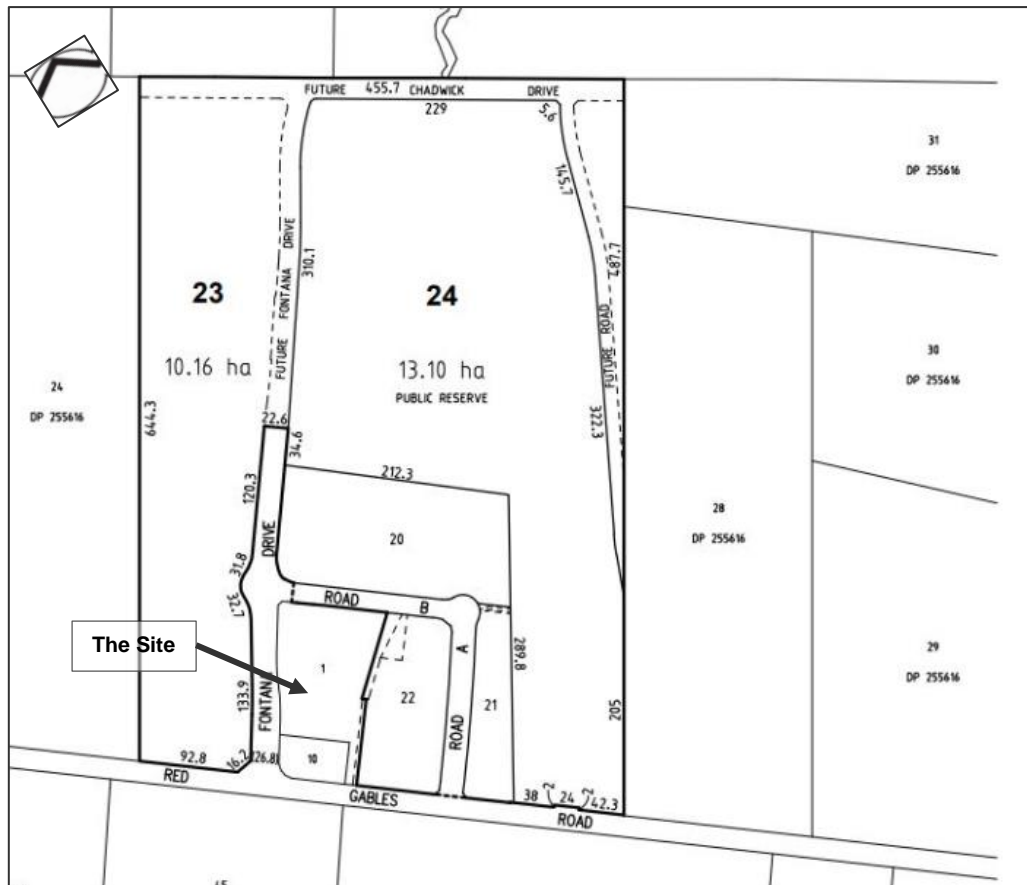 FUTURE 455.7 CHADWICK DRIVE
229
5.6
31
DP 255616
145.7
FUTURE FONTANA DRIVE
310.1
487.7
FUTURE ROAD
23
24
10.16 ha
13.10 ha
PUBLIC RESERVE
30
DP 255616
24
DP 255616
644.3
22.6
34.6
322.3
212.3
120.3
DRIVE
20
28
DP 255616
31.8
32.7
ROAD B
The Site
1
A
289.8
133.9
FONTANA
22
ROAD
21
205
29
DP 255616
92.8
16.2
(26.8)
10
RED GABLES ROAD
38
2
24
2
42.3